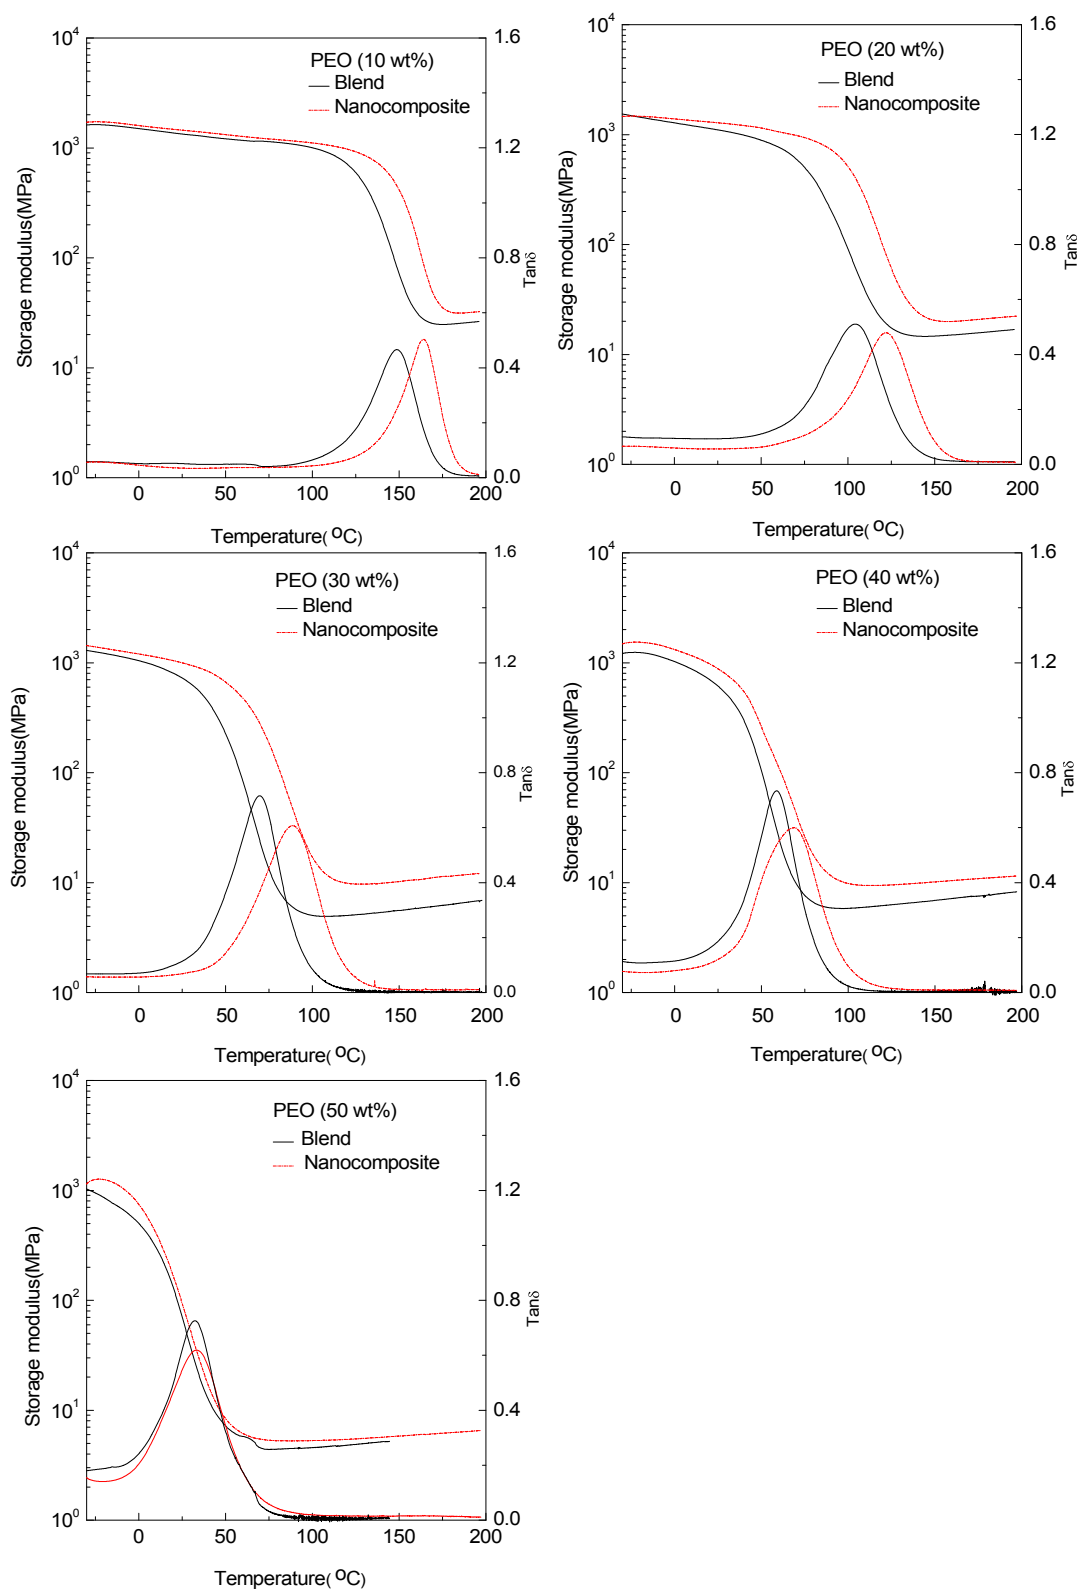 PEO (10 wt%)
Blend
Nanocomposite
10^4
10^3
10^2
10^1
10^0
Storage modulus(MPa)
1.6
1.2
0.8
0.4
0.0
Tanδ
0 50 100 150 200
Temperature( °C)
PEO (20 wt%)
Blend
Nanocomposite
10^4
10^3
10^2
10^1
10^0
Storage modulus(MPa)
1.6
1.2
0.8
0.4
0.0
Tanδ
0 50 100 150 200
Temperature( °C)
PEO (30 wt%)
Blend
Nanocomposite
10^4
10^3
10^2
10^1
10^0
Storage modulus(MPa)
1.6
1.2
0.8
0.4
0.0
Tanδ
0 50 100 150 200
Temperature( °C)
PEO (40 wt%)
Blend
Nanocomposite
10^4
10^3
10^2
10^1
10^0
Storage modulus(MPa)
1.6
1.2
0.8
0.4
0.0
Tanδ
0 50 100 150 200
Temperature( °C)
PEO (50 wt%)
Blend
Nanocomposite
10^4
10^3
10^2
10^1
10^0
Storage modulus(MPa)
1.6
1.2
0.8
0.4
0.0
Tanδ
0 50 100 150 200
Temperature( °C)